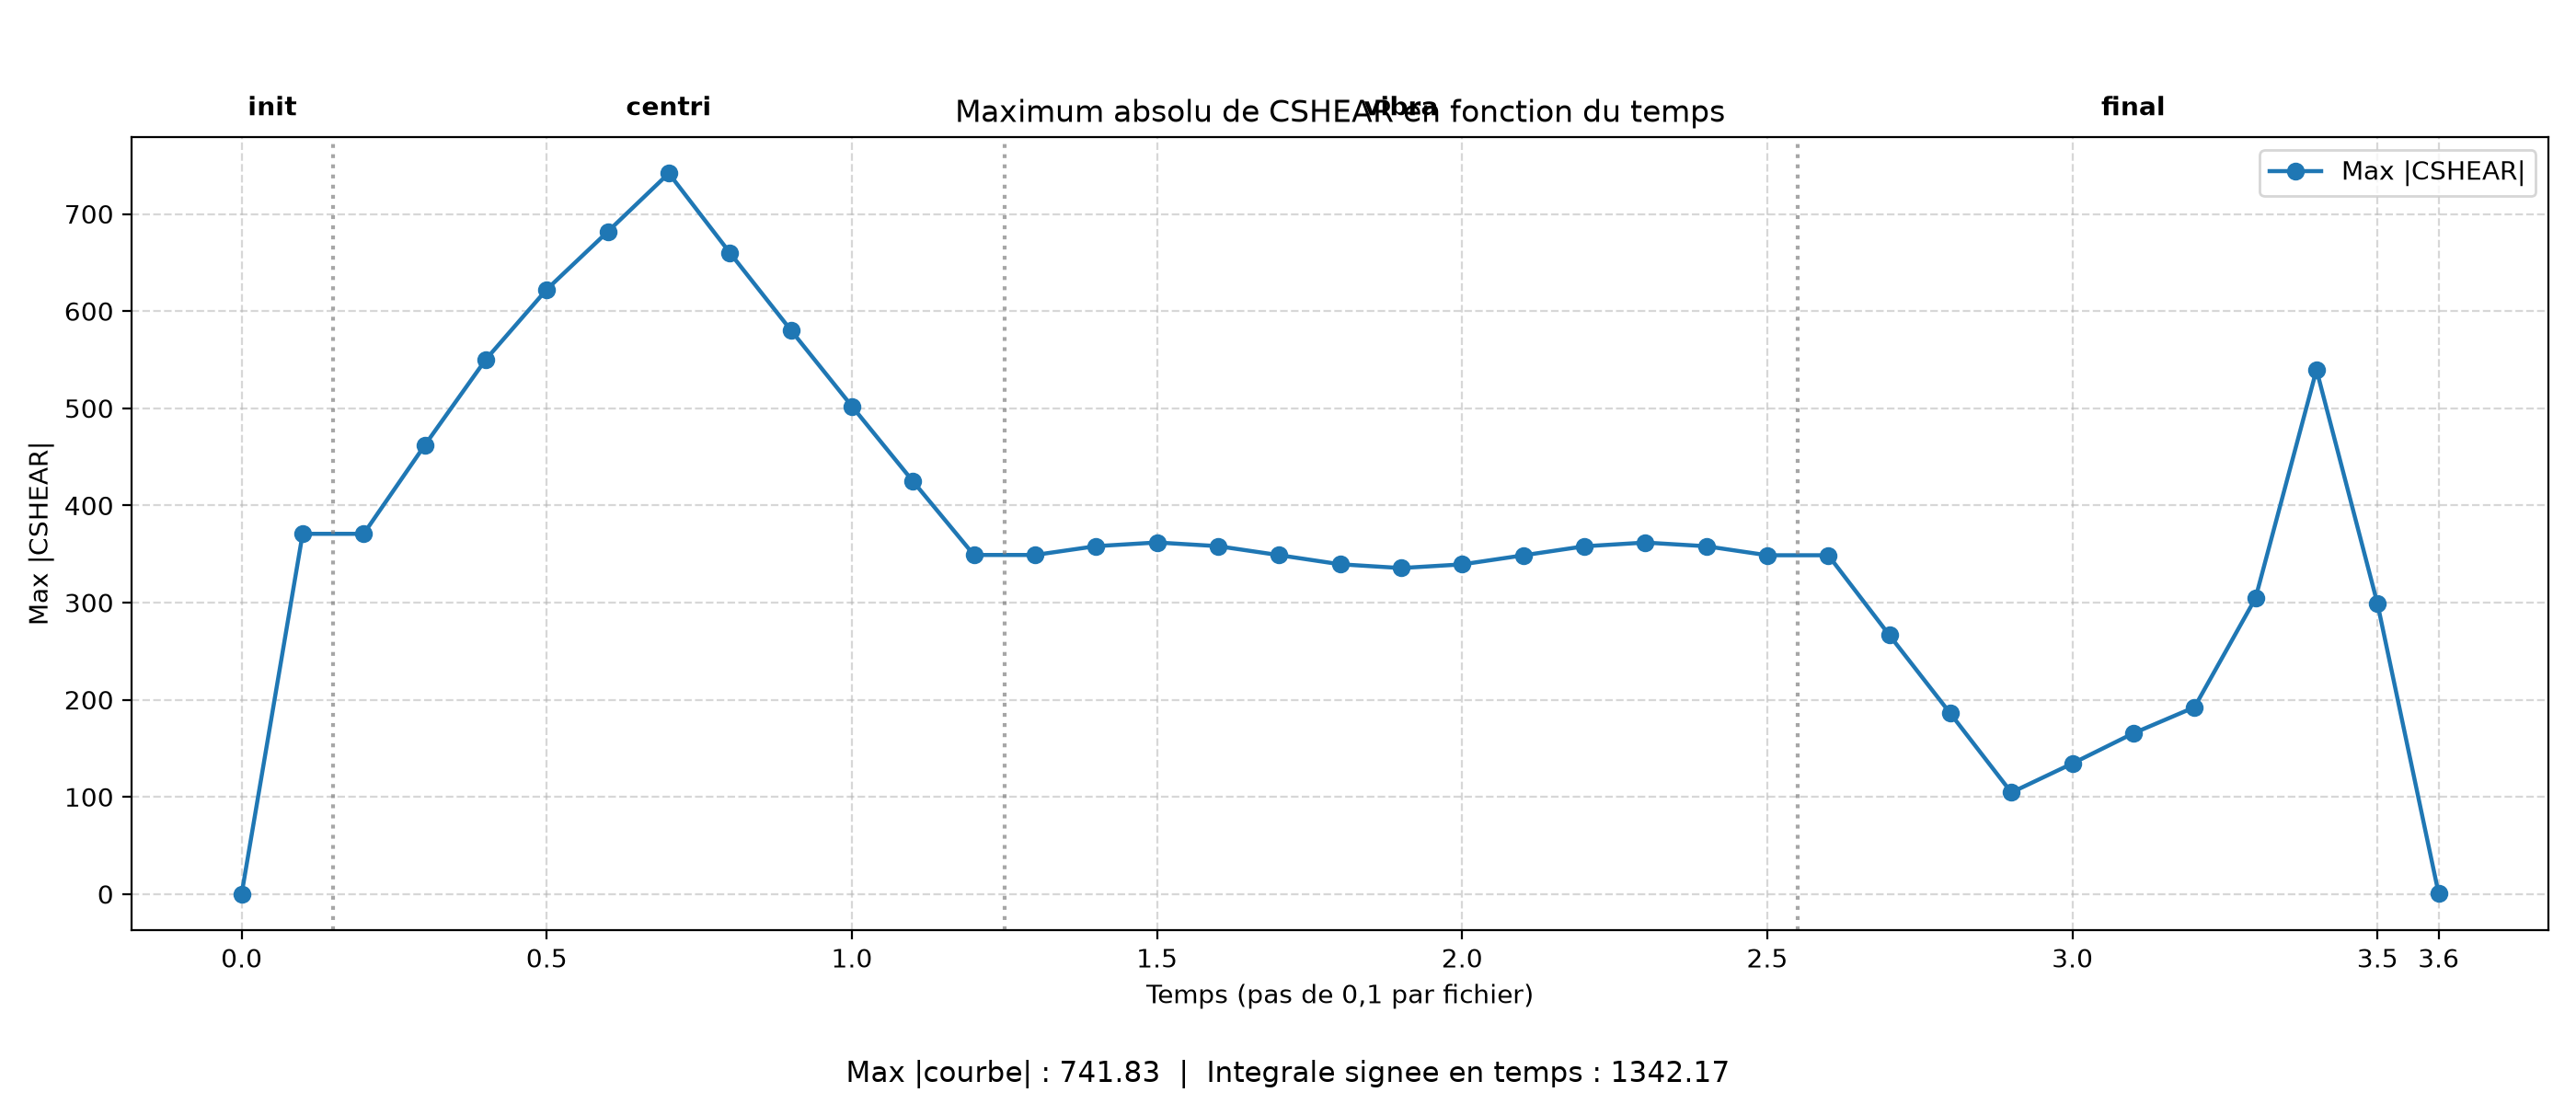 init
centri
Maximum absolu de CSHEAR en fonction du temps
vibra
final
Max |CSHEAR|
Max |CSHEAR|
700
600
500
400
300
200
100
0
0.0 0.5 1.0 1.5 2.0 2.5 3.0 3.5 3.6
Temps (pas de 0,1 par fichier)
Max |courbe| : 741.83 | Integrale signee en temps : 1342.17